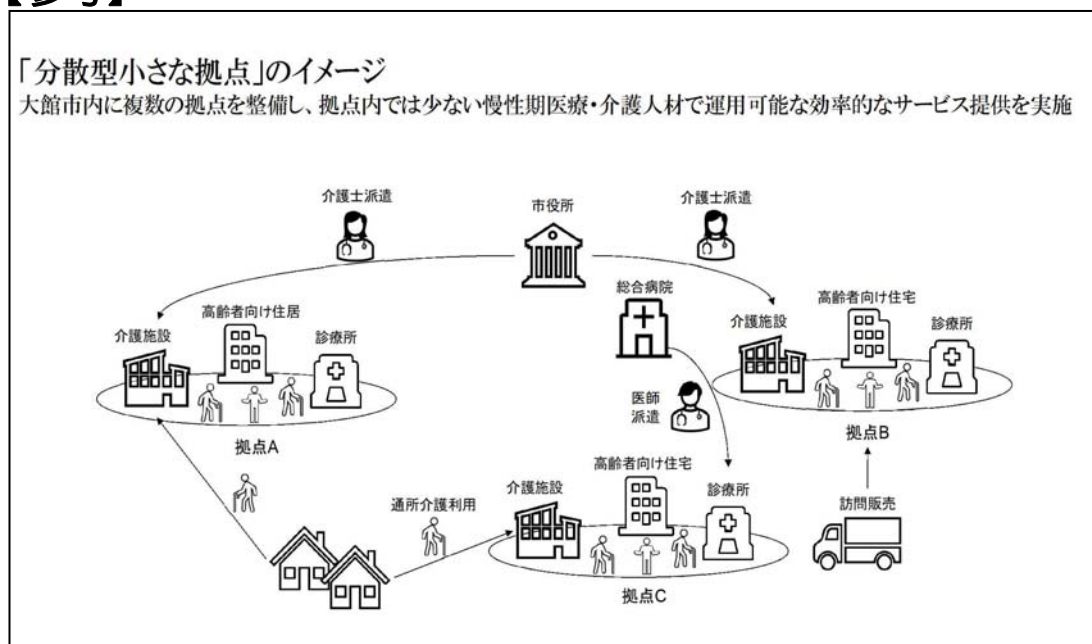 【参考】
「分散型小さな拠点」のイメージ
大館市内に複数の拠点を整備し、拠点内では少ない慢性期医療・介護人材で運用可能な効率的なサービス提供を実施
介護士派遣
市役所
介護士派遣
総合病院
高齢者向け住居
介護施設
診療所
拠点A
高齢者向け住宅
介護施設
診療所
拠点B
医師
派遣
高齢者向け住宅
介護施設
診療所
拠点C
通所介護利用
訪問販売